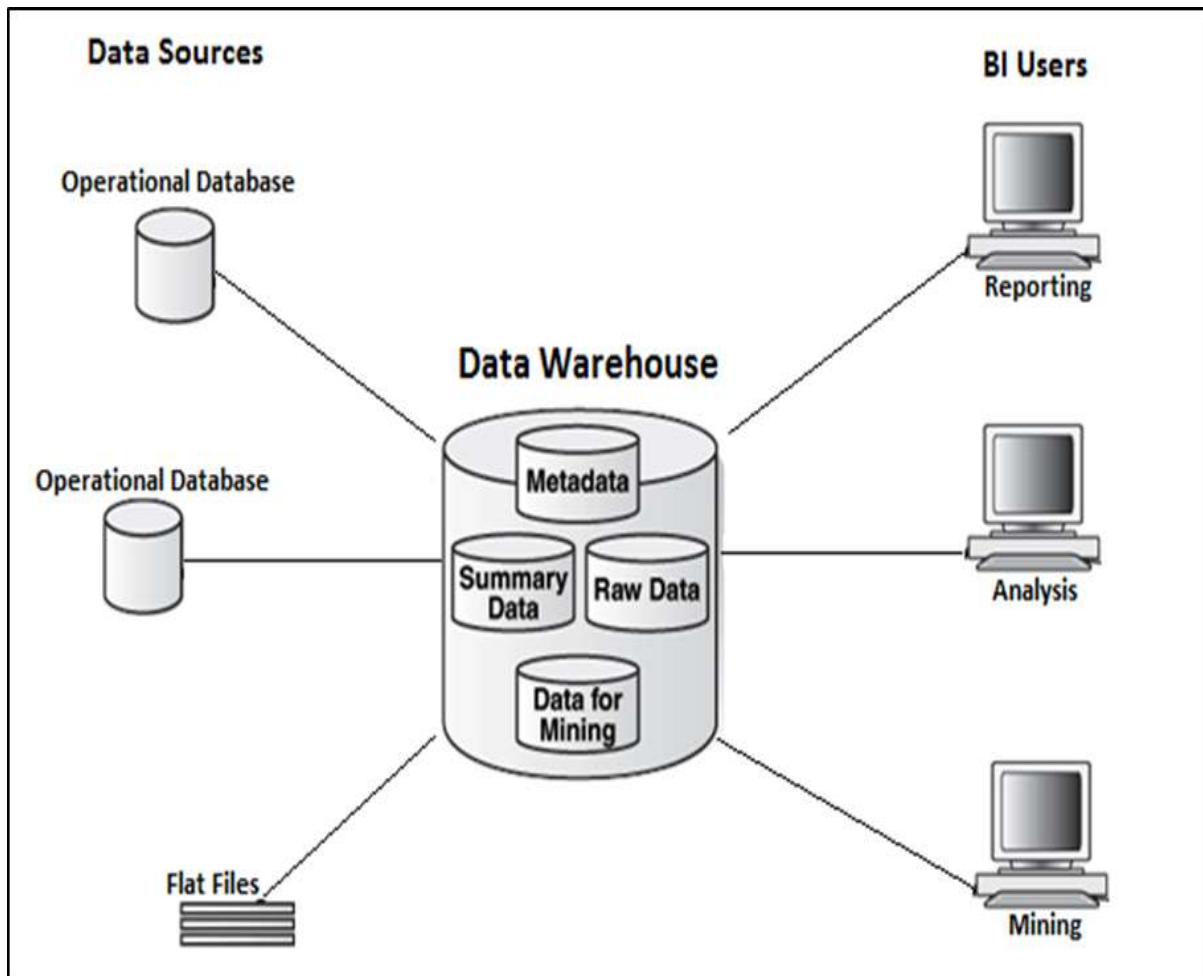 Data Sources
BI Users
Operational Database
Reporting
Data Warehouse
Metadata
Operational Database
Summary
Data
Raw Data
Analysis
Data for
Mining
Flat Files
Mining